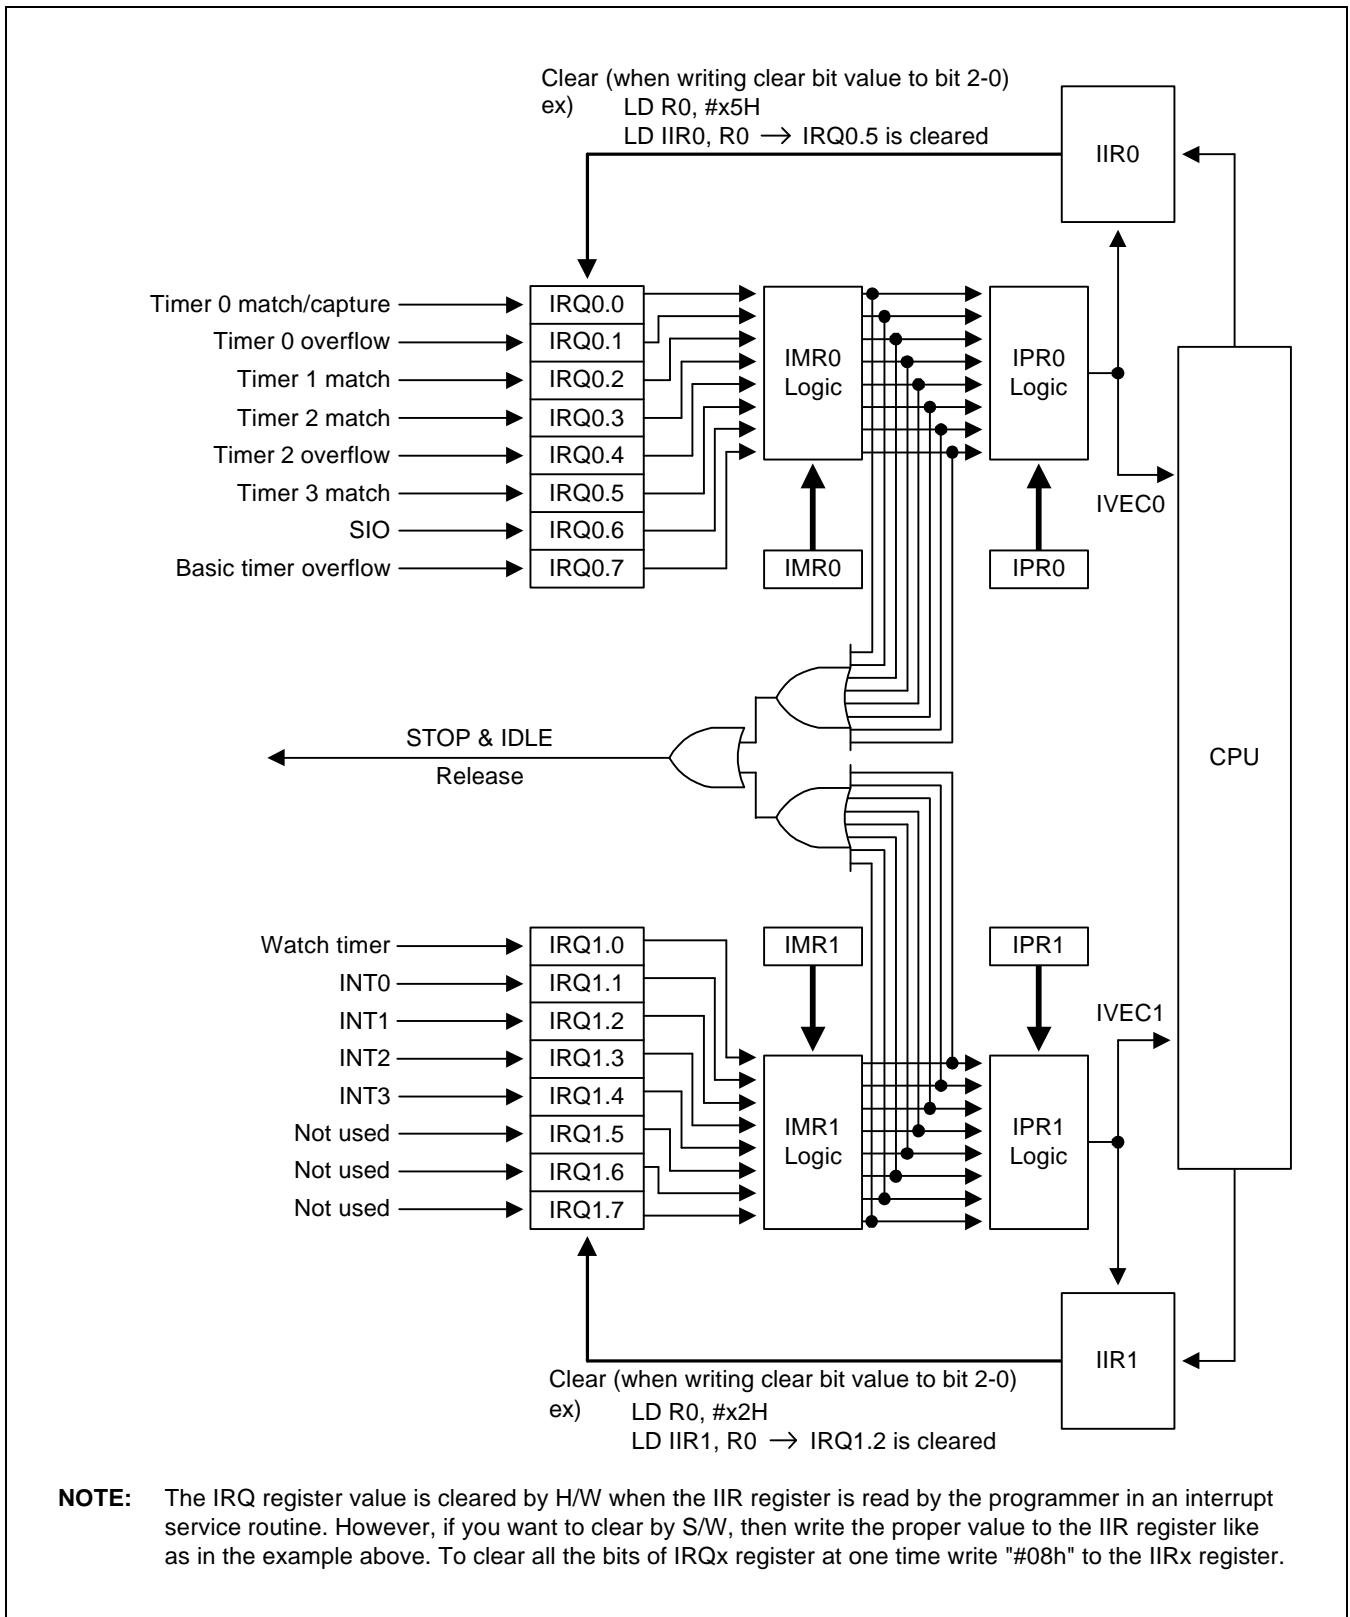 Clear (when writing clear bit value to bit 2-0)
ex) LD R0, #x5H
LD IIR0, R0 → IRQ0.5 is cleared
IIR0
Timer 0 match/capture
Timer 0 overflow
Timer 1 match
Timer 2 match
Timer 2 overflow
Timer 3 match
SIO
Basic timer overflow
IRQ0.0
IRQ0.1
IRQ0.2
IRQ0.3
IRQ0.4
IRQ0.5
IRQ0.6
IRQ0.7
IMR0
Logic
IMR0
IPR0
Logic
IPR0
IVEC0
STOP & IDLE
Release
CPU
Watch timer
INT0
INT1
INT2
INT3
Not used
Not used
Not used
IRQ1.0
IRQ1.1
IRQ1.2
IRQ1.3
IRQ1.4
IRQ1.5
IRQ1.6
IRQ1.7
IMR1
IMR1
Logic
IPR1
IPR1
Logic
IVEC1
IIR1
Clear (when writing clear bit value to bit 2-0)
ex) LD R0, #x2H
LD IIR1, R0 → IRQ1.2 is cleared
NOTE: The IRQ register value is cleared by H/W when the IIR register is read by the programmer in an interrupt
service routine. However, if you want to clear by S/W, then write the proper value to the IIR register like
as in the example above. To clear all the bits of IRQx register at one time write "#08h" to the IIRx register.